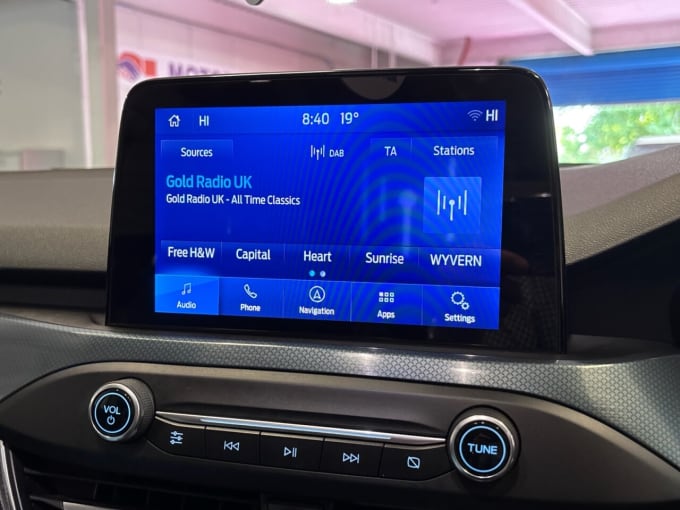 MOTO
HI 8:40 19° HI
Sources DAB TA Stations
Gold Radio UK
Gold Radio UK - All Time Classics
Free H&W Capital Heart Sunrise WYVERN
Audio Phone Navigation Apps Settings
VOL
TUNE